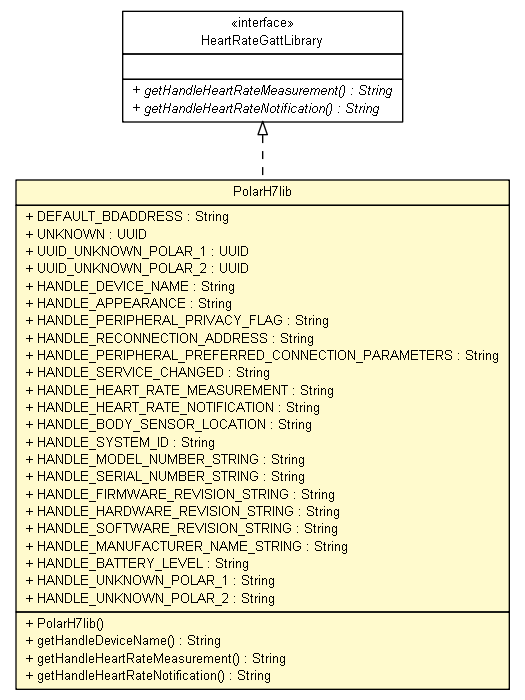 «interface»
HeartRateGattLibrary
+ getHandleHeartRateMeasurement() : String
+ getHandleHeartRateNotification() : String
PolarH7lib
+ DEFAULT_BDADDRESS : String
+ UNKNOWN : UUID
+ UUID_UNKNOWN_POLAR_1 : UUID
+ UUID_UNKNOWN_POLAR_2 : UUID
+ HANDLE_DEVICE_NAME : String
+ HANDLE_APPEARANCE : String
+ HANDLE_PERIPHERAL_PRIVACY_FLAG : String
+ HANDLE_RECONNECTION_ADDRESS : String
+ HANDLE_PERIPHERAL_PREFERRED_CONNECTION_PARAMETERS : String
+ HANDLE_SERVICE_CHANGED : String
+ HANDLE_HEART_RATE_MEASUREMENT : String
+ HANDLE_HEART_RATE_NOTIFICATION : String
+ HANDLE_BODY_SENSOR_LOCATION : String
+ HANDLE_SYSTEM_ID : String
+ HANDLE_MODEL_NUMBER_STRING : String
+ HANDLE_SERIAL_NUMBER_STRING : String
+ HANDLE_FIRMWARE_REVISION_STRING : String
+ HANDLE_HARDWARE_REVISION_STRING : String
+ HANDLE_SOFTWARE_REVISION_STRING : String
+ HANDLE_MANUFACTURER_NAME_STRING : String
+ HANDLE_BATTERY_LEVEL : String
+ HANDLE_UNKNOWN_POLAR_1 : String
+ HANDLE_UNKNOWN_POLAR_2 : String
+ PolarH7lib()
+ getHandleDeviceName() : String
+ getHandleHeartRateMeasurement() : String
+ getHandleHeartRateNotification() : String